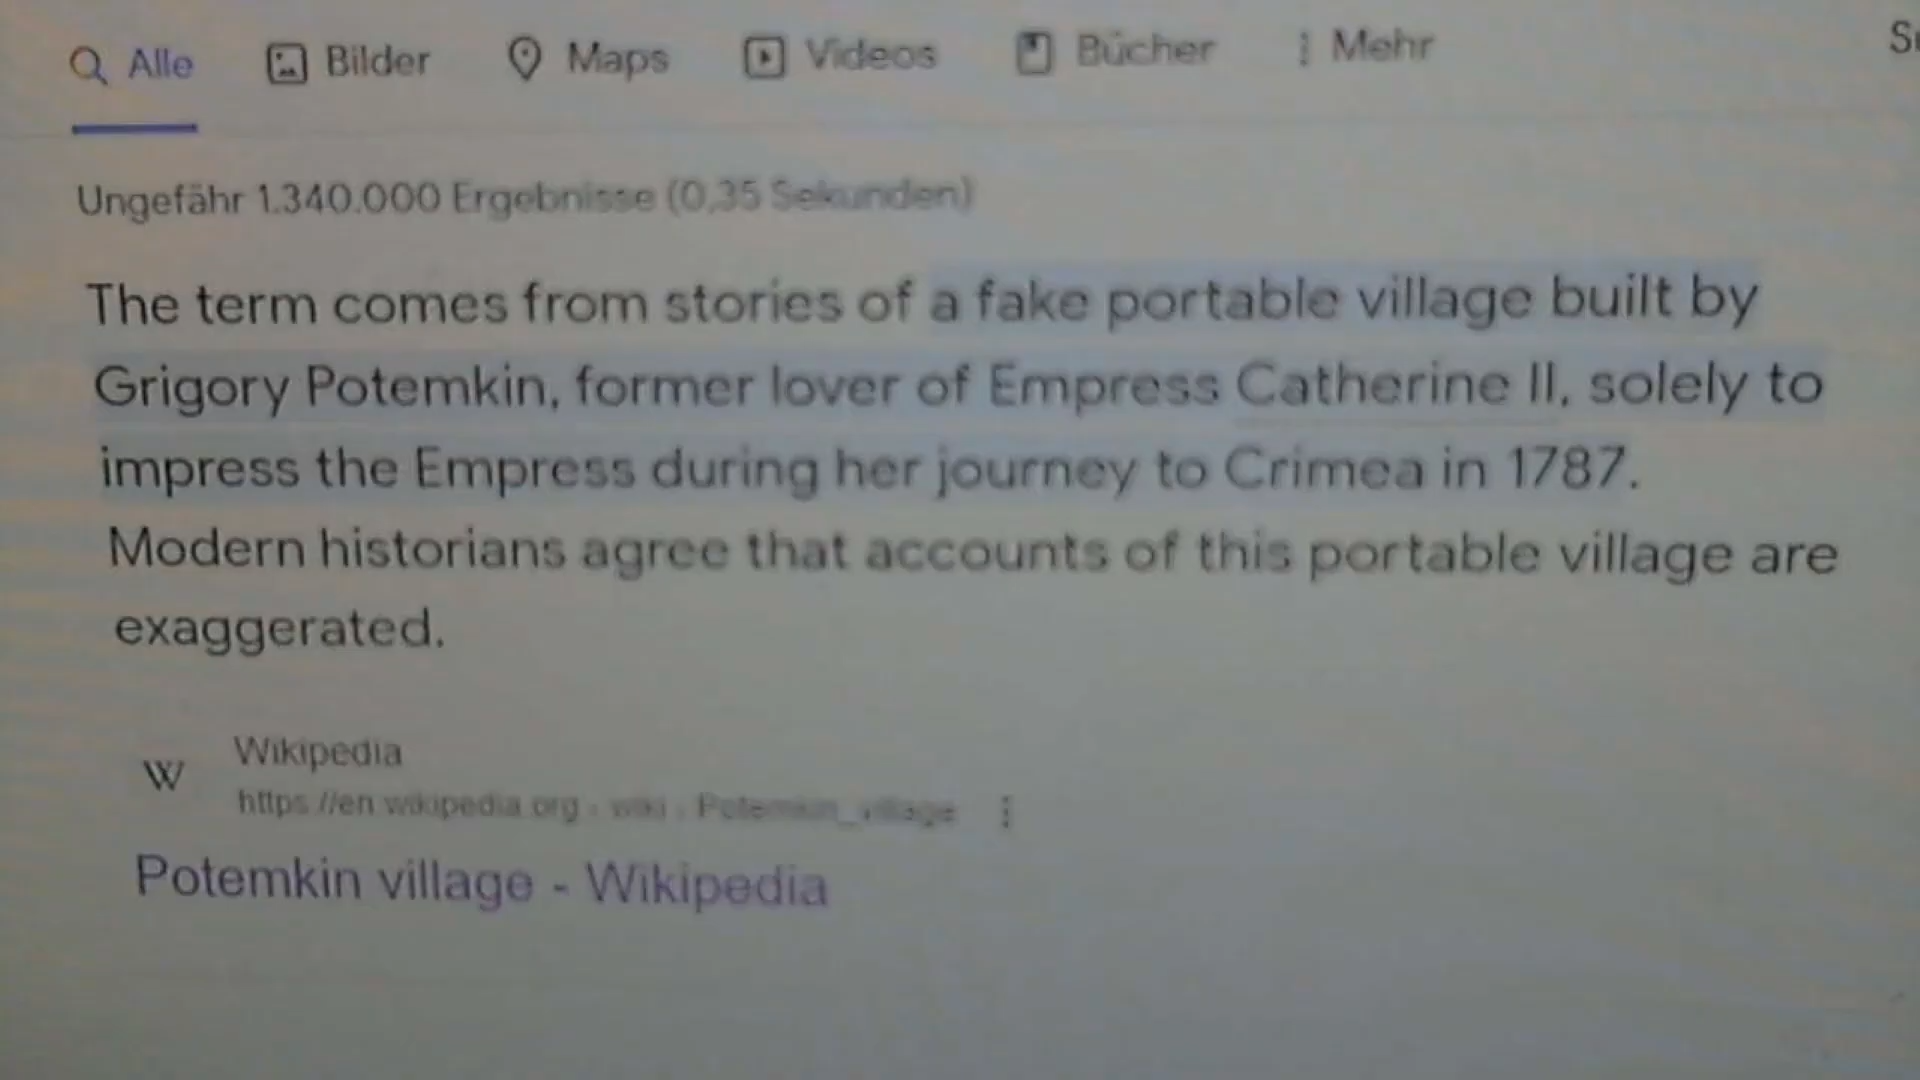 Alle Bilder Maps Videos Bücher Mehr
Ungefähr 1.340.000 Ergebnisse (0,35 Sekunden)
The term comes from stories of a fake portable village built by
Grigory Potemkin, former lover of Empress Catherine II, solely to
impress the Empress during her journey to Crimea in 1787.
Modern historians agree that accounts of this portable village are
exaggerated.
W
Wikipedia
https://en.wikipedia.org › wiki › Potemkin_village
Potemkin village - Wikipedia